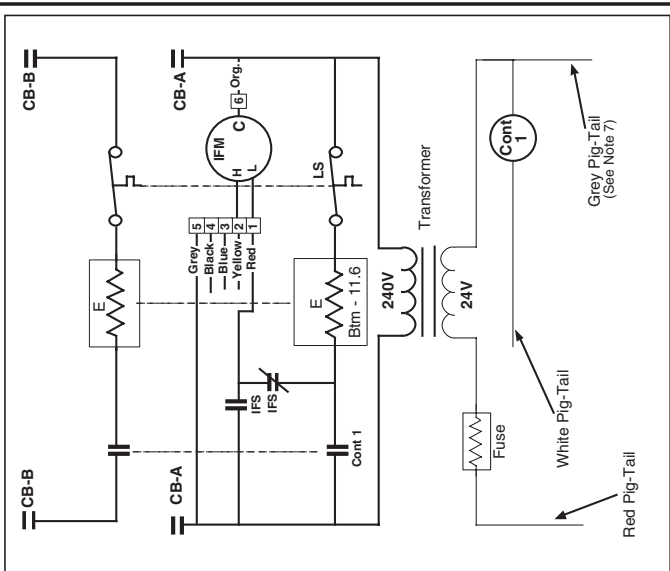 CB-B
CB-B
E
CB-A
CB-A
Org.
6
C
IFM
H
L
5
4
3
2
1
Grey
Black
Blue
Yellow
Red
LS
E
Btm - 11.6
IFS
IFS
Cont 1
240V
Transformer
24V
Fuse
Cont
1
Grey Pig-Tail
(See Note 7)
White Pig-Tail
Red Pig-Tail